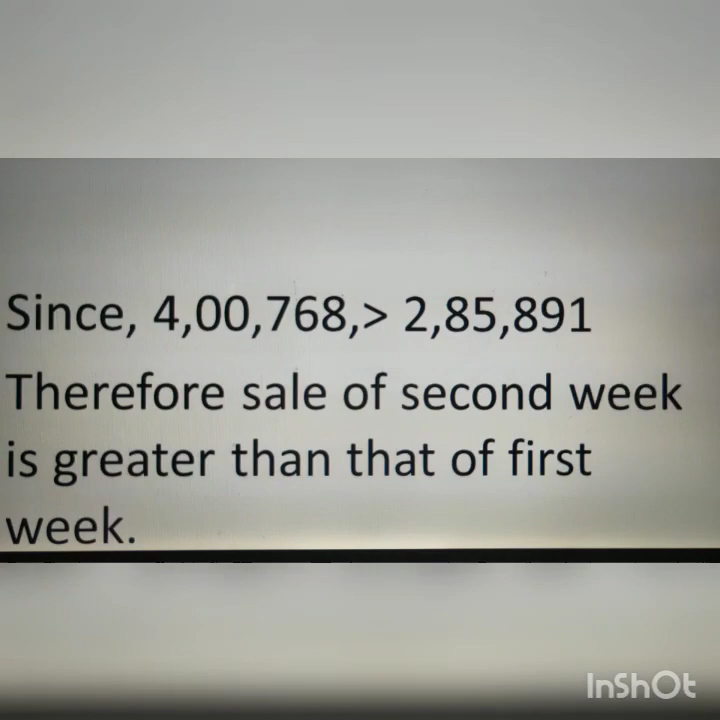 Since, 4,00,768,> 2,85,891
Therefore sale of second week
is greater than that of first
week.
InShOt